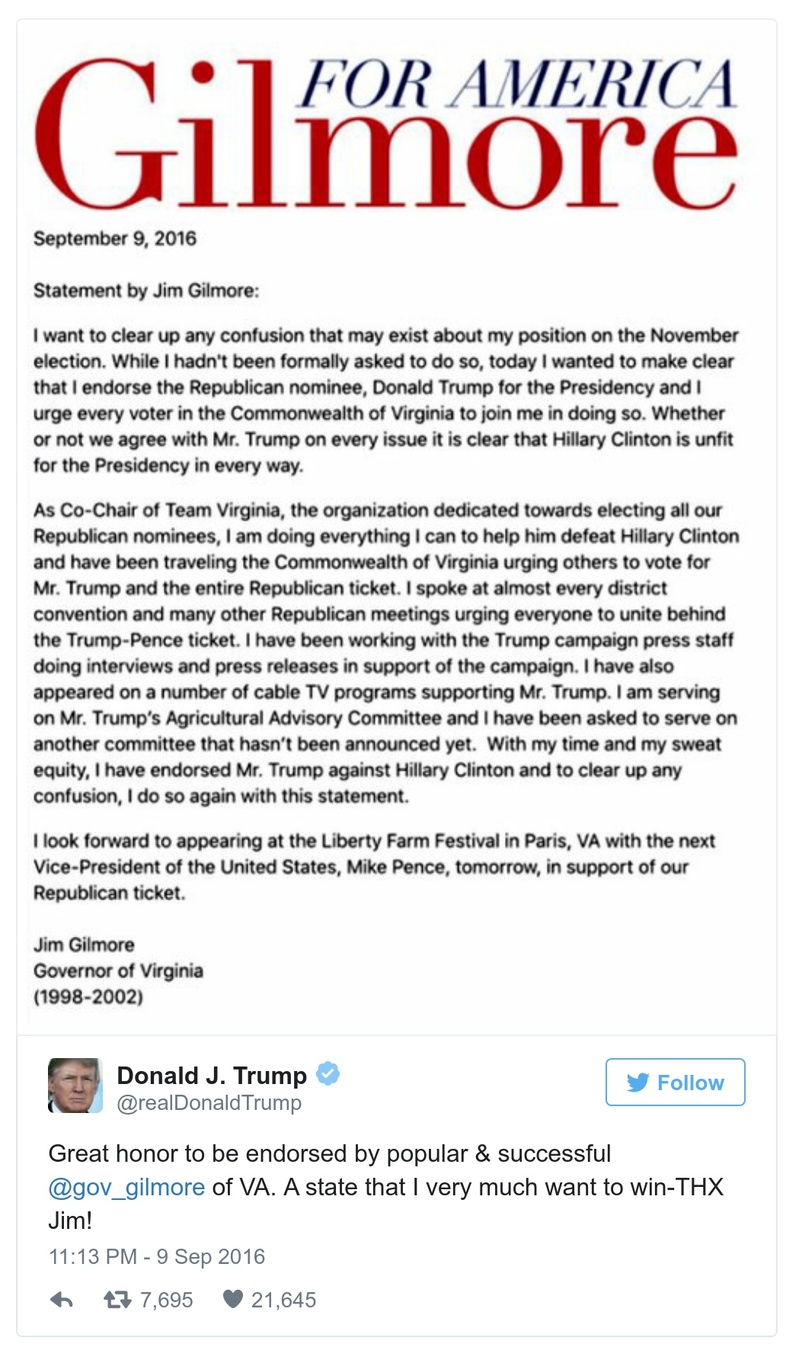 FOR AMERICA
Gilmore
September 9, 2016
Statement by Jim Gilmore:
I want to clear up any confusion that may exist about my position on the November
election. While I hadn't been formally asked to do so, today I wanted to make clear
that I endorse the Republican nominee, Donald Trump for the Presidency and I
urge every voter in the Commonwealth of Virginia to join me in doing so. Whether
or not we agree with Mr. Trump on every issue it is clear that Hillary Clinton is unfit
for the Presidency in every way.
As Co-Chair of Team Virginia, the organization dedicated towards electing all our
Republican nominees, I am doing everything I can to help him defeat Hillary Clinton
and have been traveling the Commonwealth of Virginia urging others to vote for
Mr. Trump and the entire Republican ticket. I spoke at almost every district
convention and many other Republican meetings urging everyone to unite behind
the Trump-Pence ticket. I have been working with the Trump campaign press staff
doing interviews and press releases in support of the campaign. I have also
appeared on a number of cable TV programs supporting Mr. Trump. I am serving
on Mr. Trump's Agricultural Advisory Committee and I have been asked to serve on
another committee that hasn't been announced yet.  With my time and my sweat
equity, I have endorsed Mr. Trump against Hillary Clinton and to clear up any
confusion, I do so again with this statement.
I look forward to appearing at the Liberty Farm Festival in Paris, VA with the next
Vice-President of the United States, Mike Pence, tomorrow, in support of our
Republican ticket.
Jim Gilmore
Governor of Virginia
(1998-2002)
Donald J. Trump
@realDonaldTrump
Follow
Great honor to be endorsed by popular & successful
@gov_gilmore of VA. A state that I very much want to win-THX
Jim!
11:13 PM - 9 Sep 2016
7,695 21,645